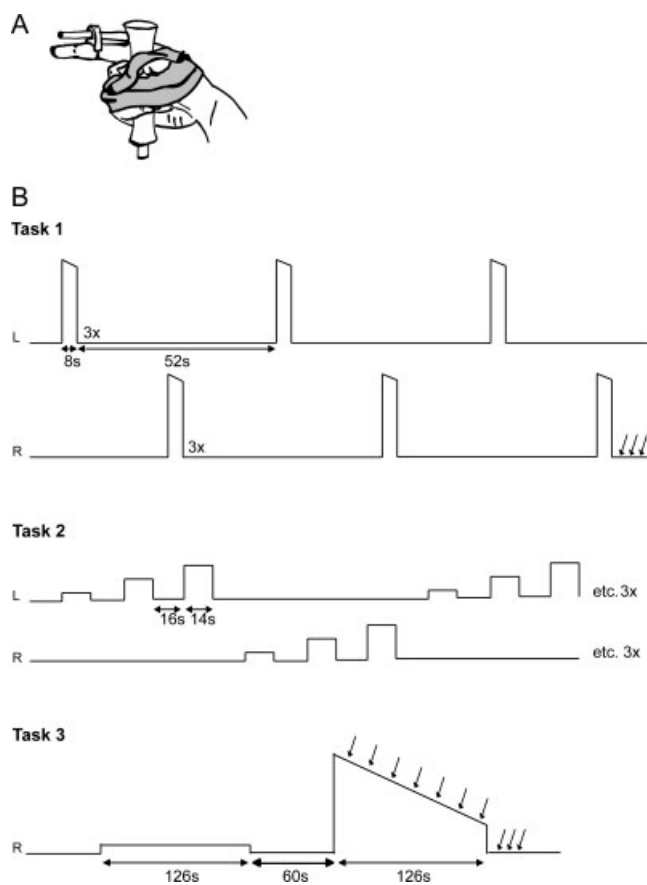 A
B
Task 1
L
3x
8s
52s
R
3x
Task 2
L
etc. 3x
16s
14s
R
etc. 3x
Task 3
R
126s
60s
126s